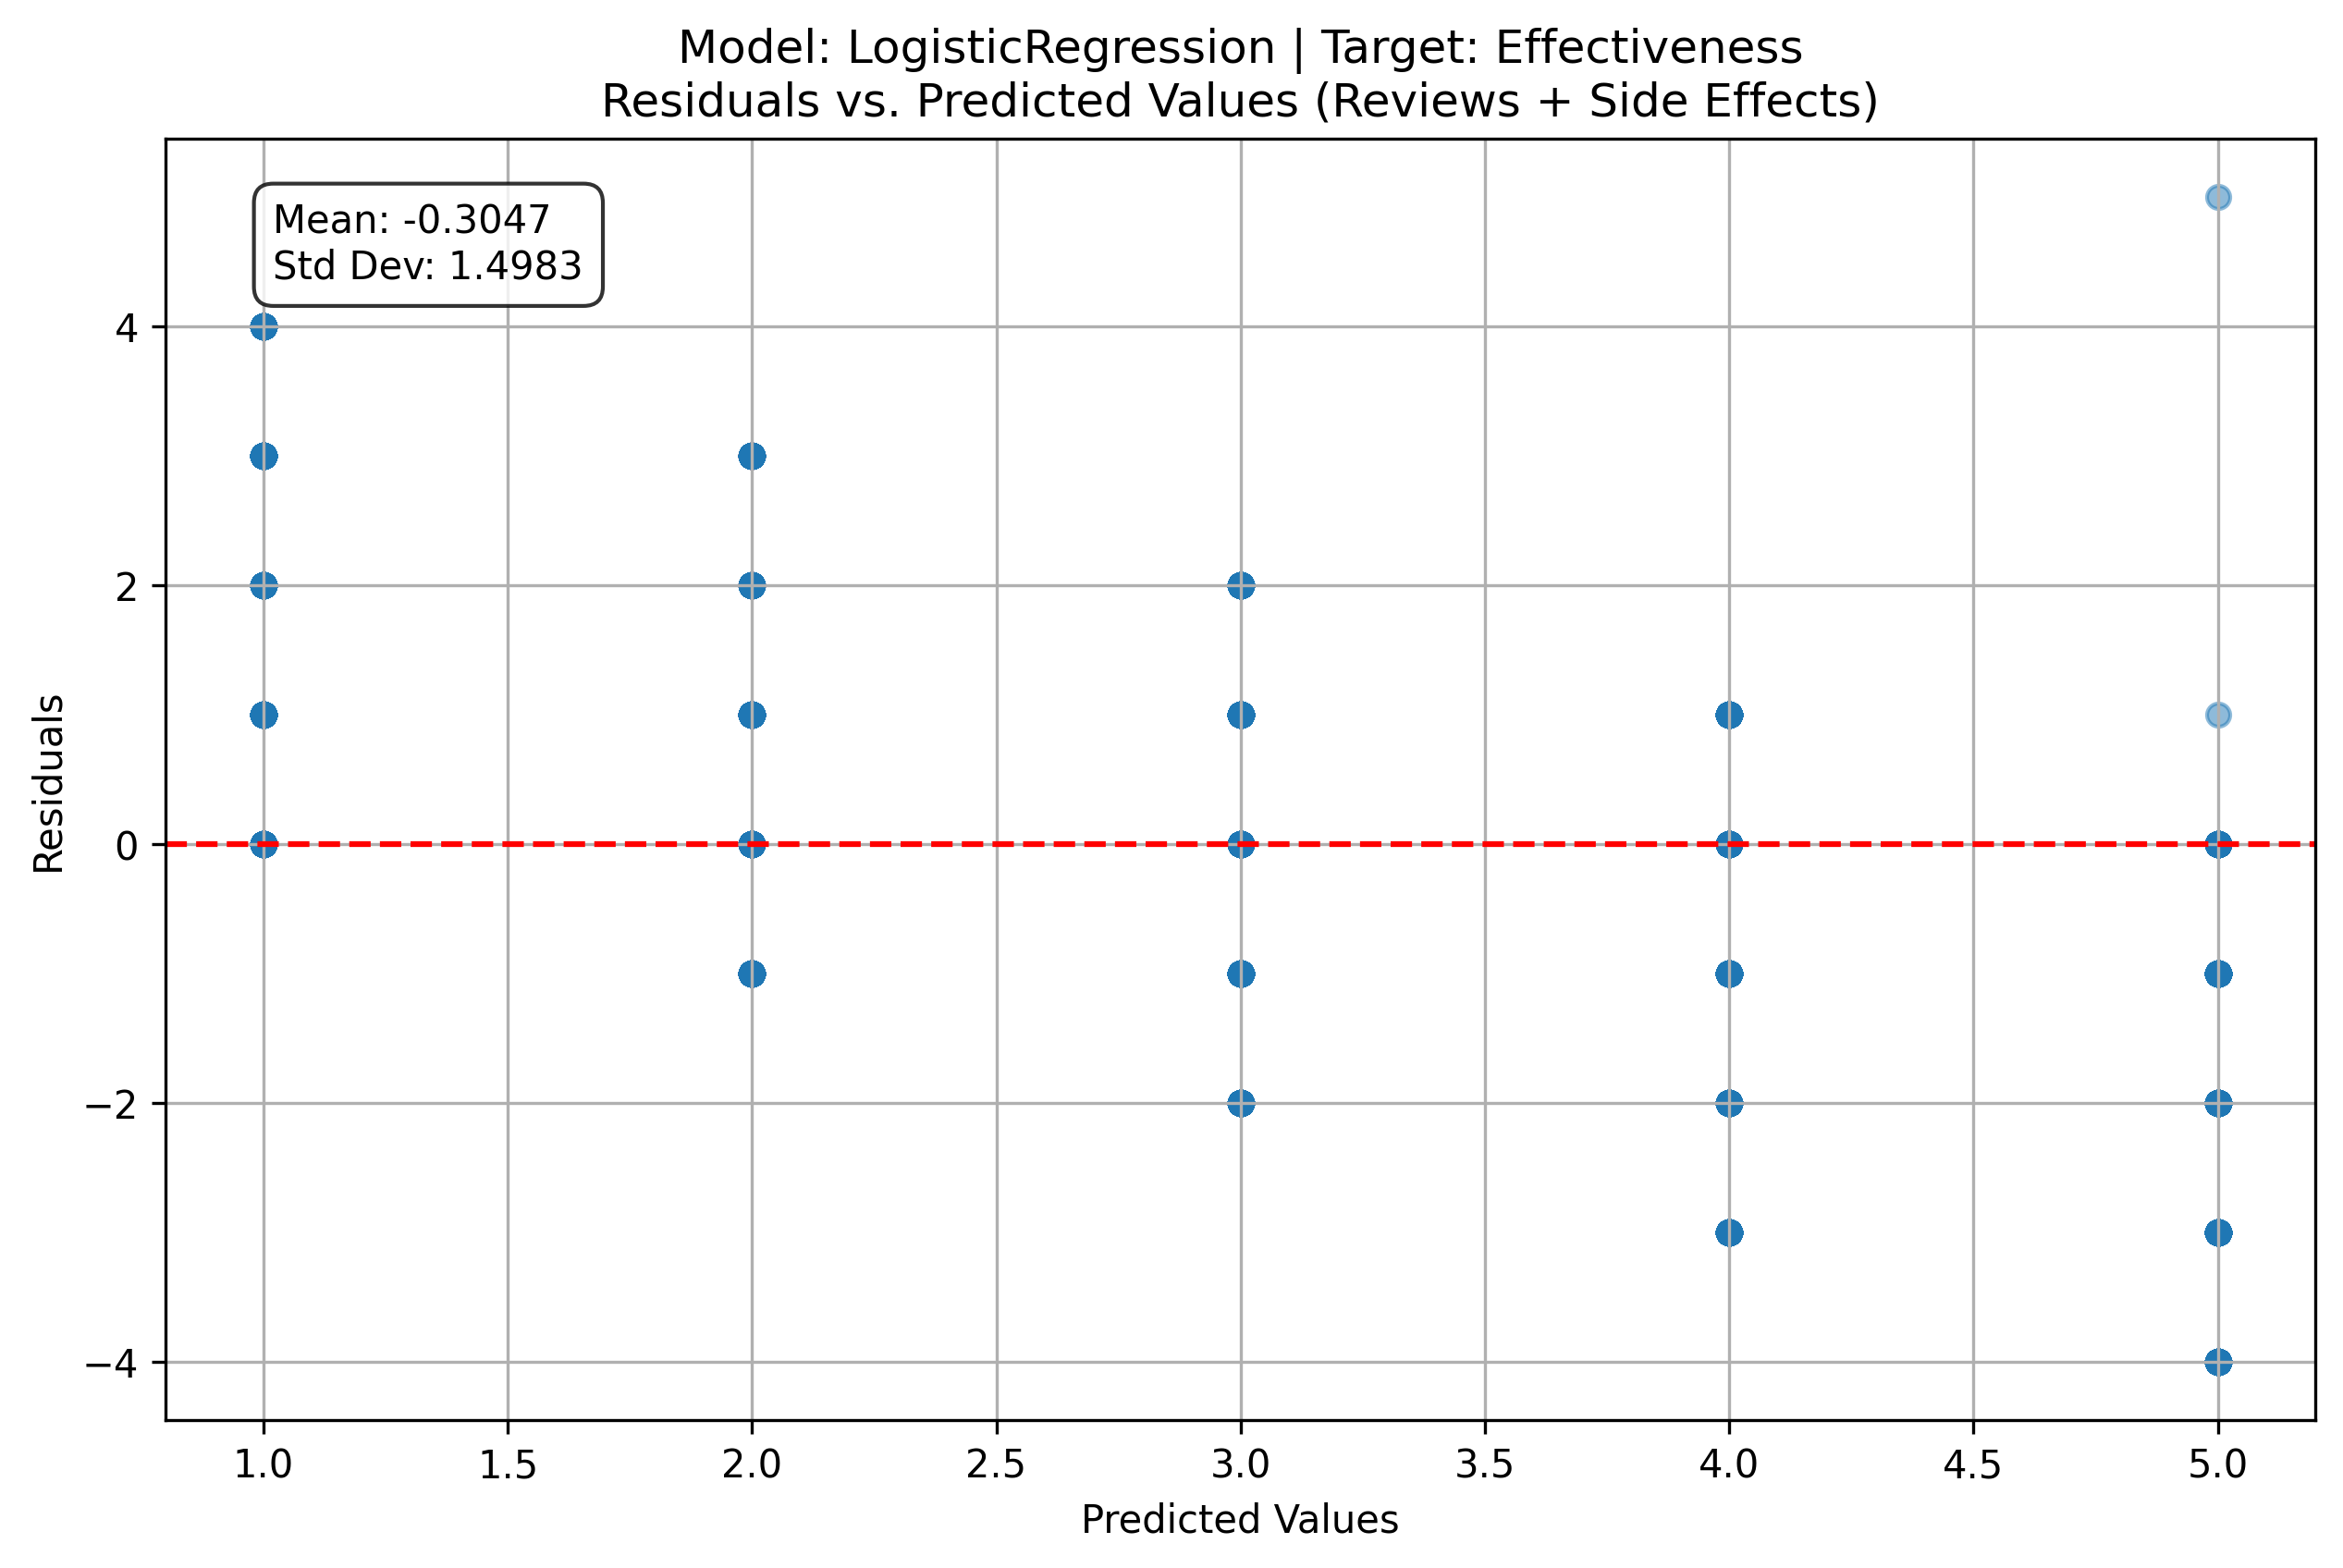 Model: LogisticRegression | Target: Effectiveness
Residuals vs. Predicted Values (Reviews + Side Effects)
Mean: -0.3047
Std Dev: 1.4983
Residuals
4
2
0
−2
−4
1.0 1.5 2.0 2.5 3.0 3.5 4.0 4.5 5.0
Predicted Values